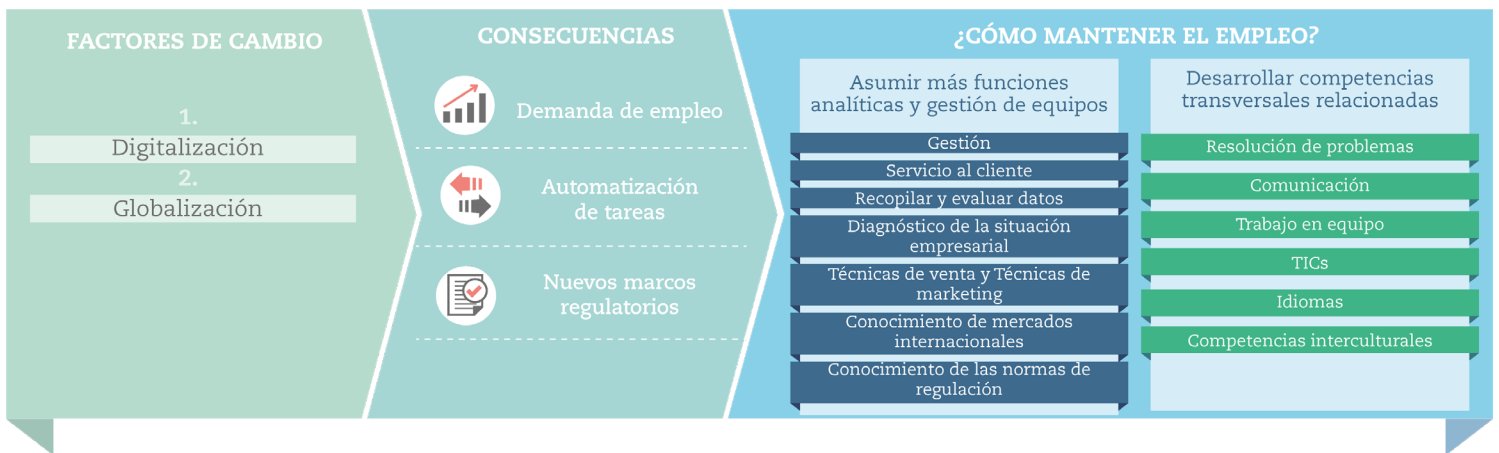 FACTORES DE CAMBIO
1.
Digitalización
2.
Globalización
CONSECUENCIAS
Demanda de empleo
Automatización
de tareas
Nuevos marcos
regulatorios
¿CÓMO MANTENER EL EMPLEO?
Asumir más funciones
analíticas y gestión de equipos
Gestión
Servicio al cliente
Recopilar y evaluar datos
Diagnóstico de la situación
empresarial
Técnicas de venta y Técnicas de
marketing
Conocimiento de mercados
internacionales
Conocimiento de las normas de
regulación
Desarrollar competencias
transversales relacionadas
Resolución de problemas
Comunicación
Trabajo en equipo
TICs
Idiomas
Competencias interculturales